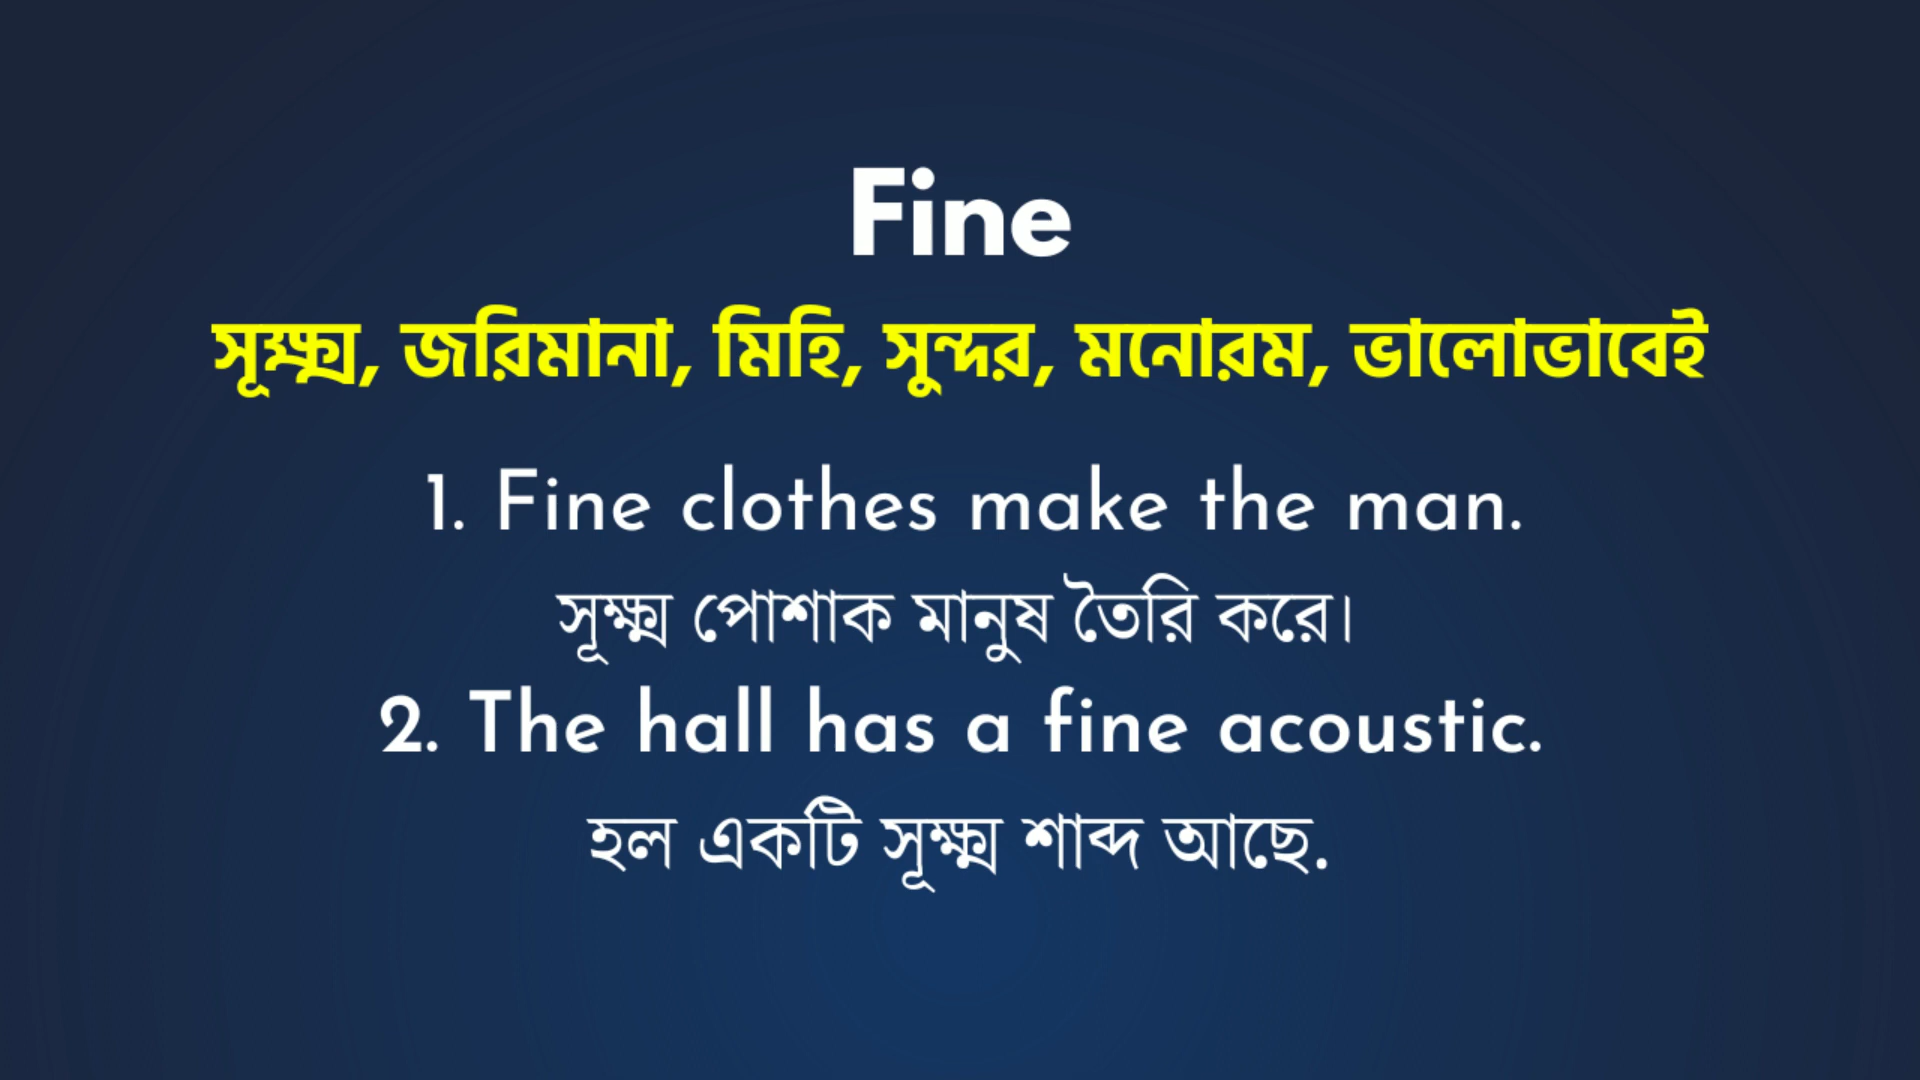 Fine
সূক্ষ্ম, জরিমানা, মিহি, সুন্দর, মনোরম, ভালোভাবেই
1. Fine clothes make the man.
সূক্ষ্ম পোশাক মানুষ তৈরি করে।
2. The hall has a fine acoustic.
হল একটি সূক্ষ্ম শাব্দ আছে.